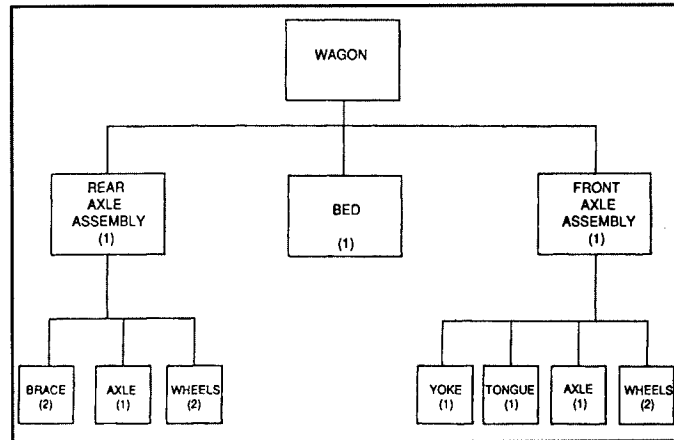 WAGON
REAR
AXLE
ASSEMBLY
(1)
BED
(1)
FRONT
AXLE
ASSEMBLY
(1)
BRACE
(2)
AXLE
(1)
WHEELS
(2)
YOKE
(1)
TONGUE
(1)
AXLE
(1)
WHEELS
(2)